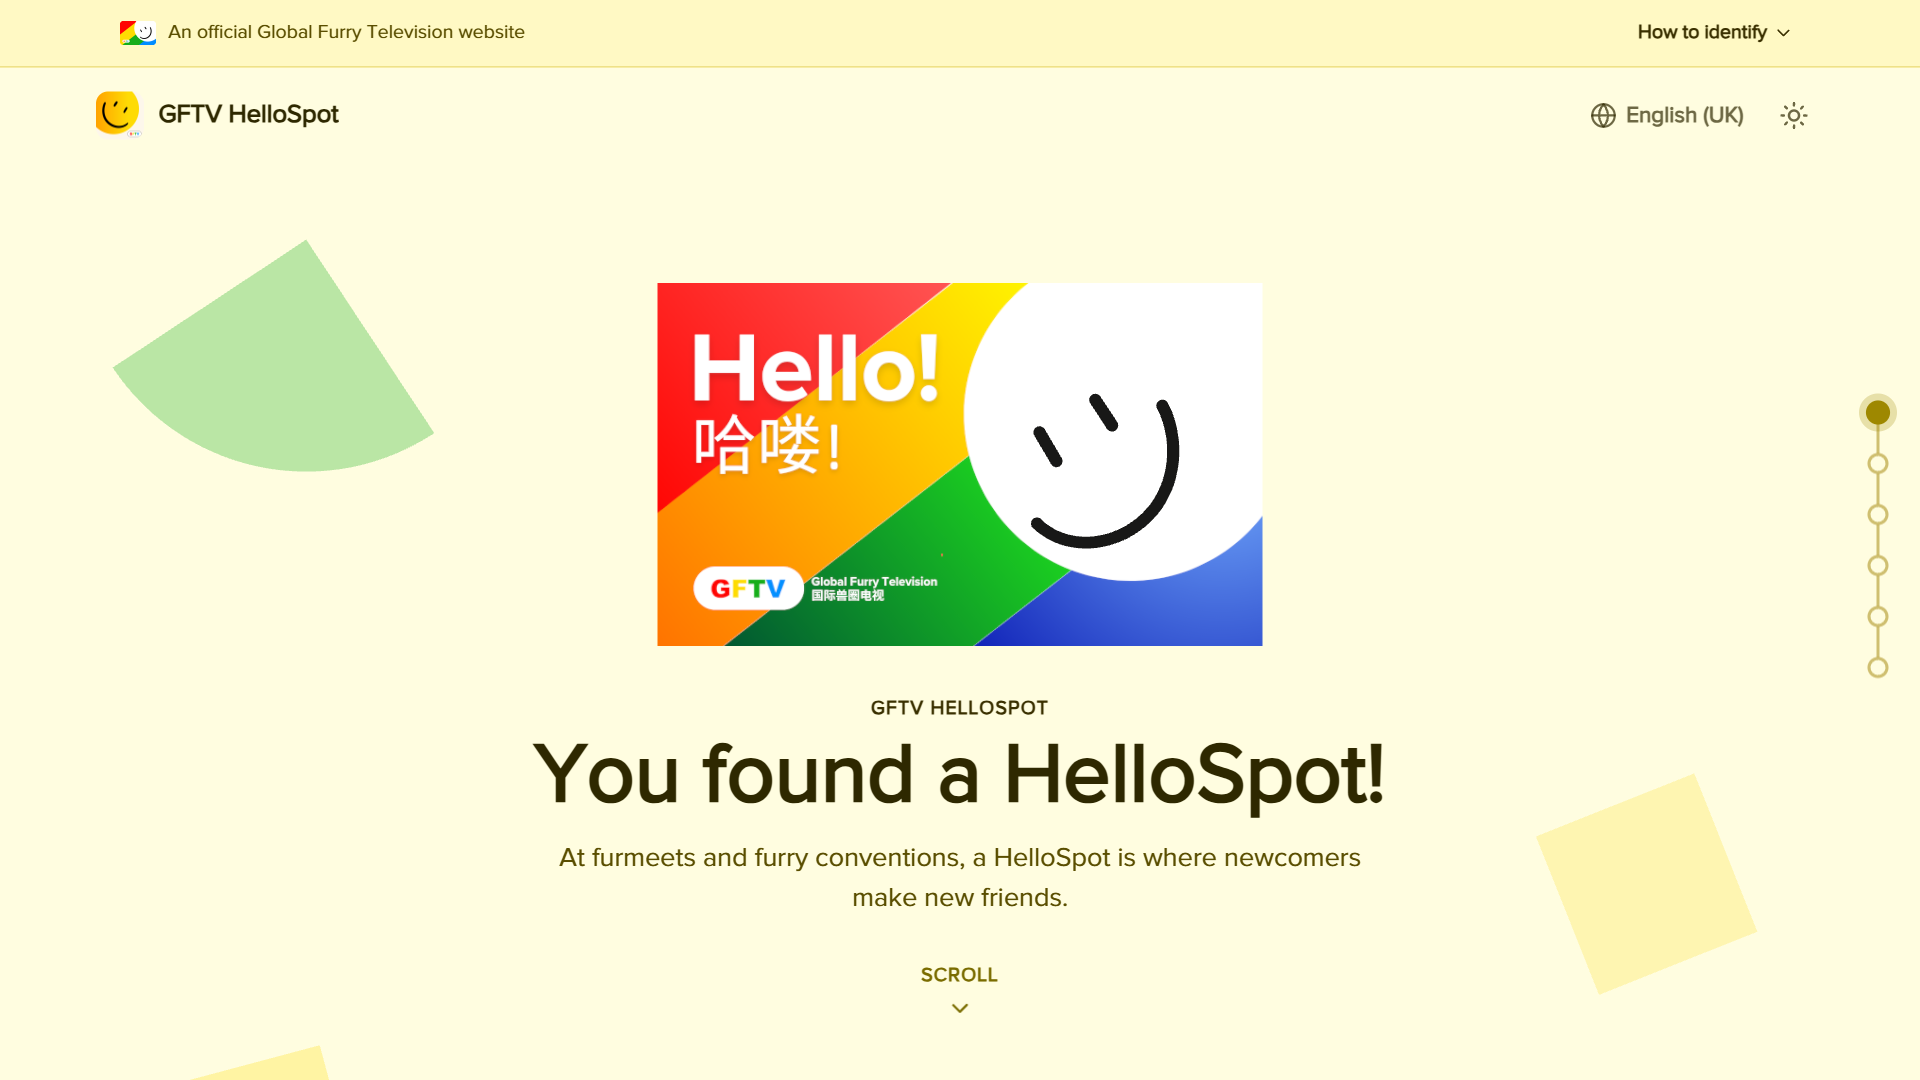 An official Global Furry Television website
How to identify
GFTV HelloSpot
English (UK)
Hello!
哈喽!
GFTV
Global Furry Television
国际兽圈电视
GFTV HELLOSPOT
You found a HelloSpot!
At furmeets and furry conventions, a HelloSpot is where newcomers
make new friends.
SCROLL